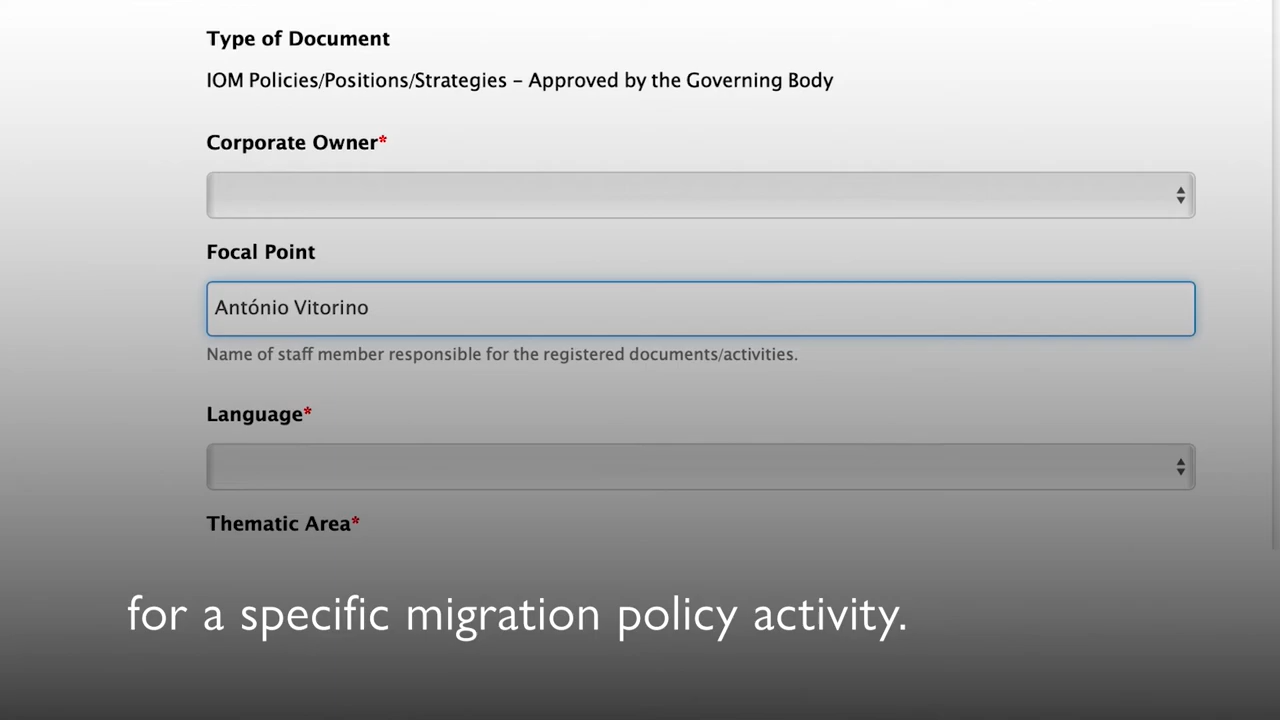 Type of Document
IOM Policies/Positions/Strategies – Approved by the Governing Body
Corporate Owner*
Focal Point
António Vitorino
Name of staff member responsible for the registered documents/activities.
Language*
Thematic Area*
for a specific migration policy activity.